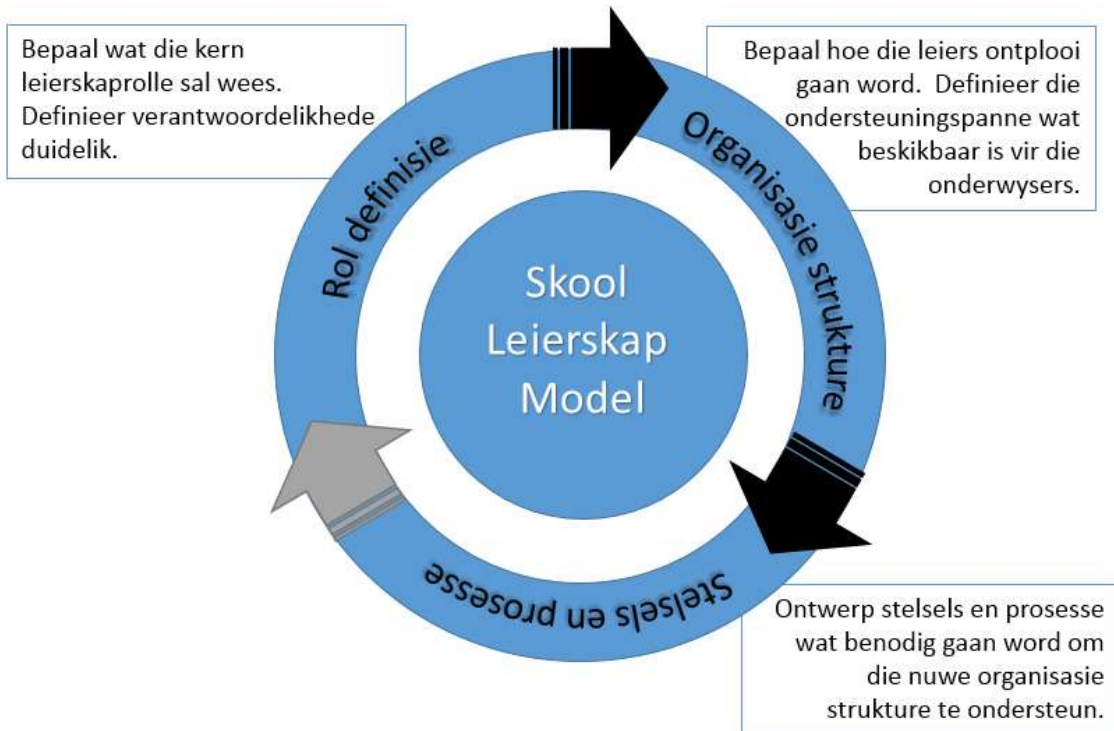 Bepaal wat die kern
leierskaprolle sal wees.
Definieer verantwoordelikhede
duidelik.
Bepaal hoe die leiers ontplooi
gaan word. Definieer die
ondersteuningspanne wat
beskikbaar is vir die
onderwysers.
Rol definisie
Organisasie strukture
Skool
Leierskap
Model
Stelsels en prosesse
Ontwerp stelsels en prosesse
wat benodig gaan word om
die nuwe organisasie
strukture te ondersteun.